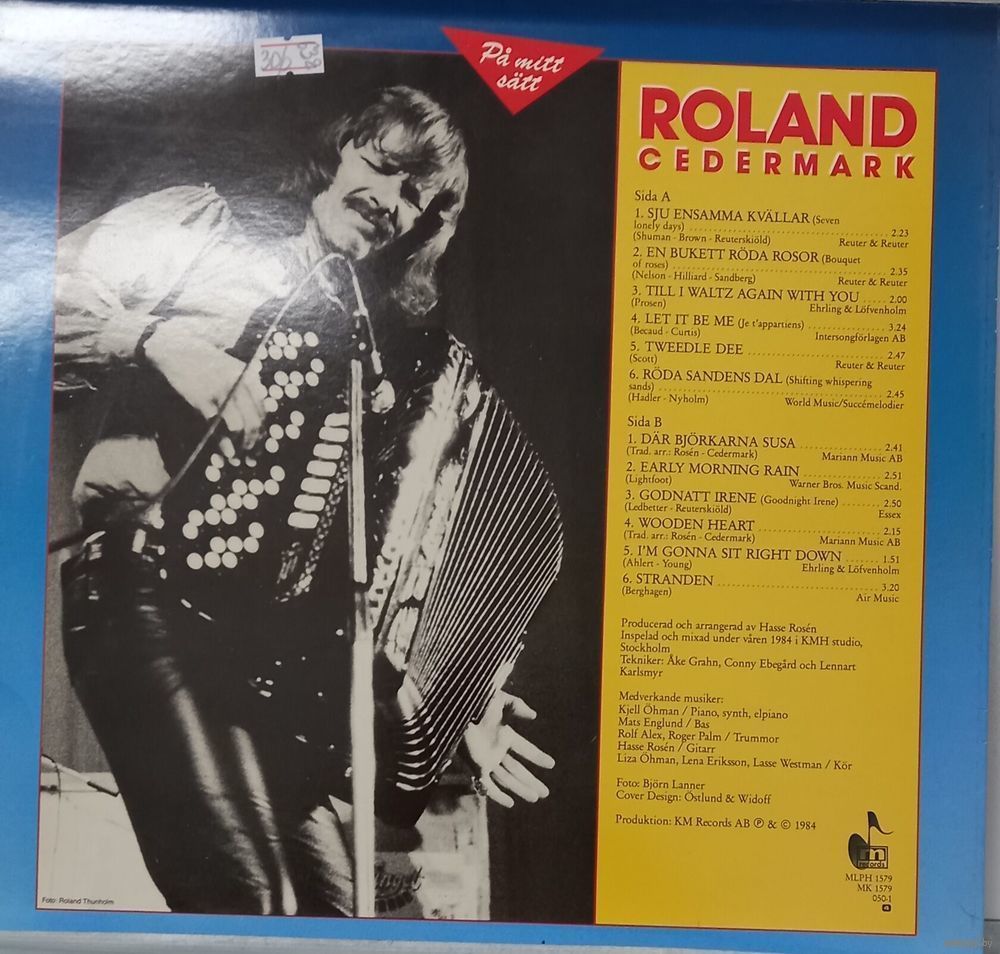 På mitt
sätt
ROLAND
CEDERMARK
Sida A
1. SJU ENSAMMA KVÄLLAR (Seven
lonely days) 2.23
(Shuman - Brown - Reuterskiöld) Reuter & Reuter
2. EN BUKETT RÖDA ROSOR (Bouquet
of roses) 2.35
(Nelson - Hilliard - Sandberg) Reuter & Reuter
3. TILL I WALTZ AGAIN WITH YOU 2.00
(Prosen) Ehrling & Löfvenholm
4. LET IT BE ME (Je t'appartiens) 3.24
(Becaud - Curtis) Intersongförlagen AB
5. TWEEDLE DEE 2.47
(Scott) Reuter & Reuter
6. RÖDA SANDENS DAL (Shifting whispering
sands) 2.45
(Hadler - Nyholm) World Music/Succémelodier
Sida B
1. DÄR BJÖRKARNA SUSA 2.41
(Trad. arr.: Rosén - Cedermark) Mariann Music AB
2. EARLY MORNING RAIN 2.51
(Lightfoot) Warner Bros. Music Scand.
3. GODNATT IRENE (Goodnight Irene) 2.50
(Ledbetter - Reuterskiöld) Essex
4. WOODEN HEART 2.15
(Trad. arr.: Rosén - Cedermark) Mariann Music AB
5. I'M GONNA SIT RIGHT DOWN 1.51
(Ahlert - Young) Ehrling & Löfvenholm
6. STRANDEN 3.20
(Berghagen) Air Music
Producerad och arrangerad av Hasse Rosén
Inspelad och mixad under våren 1984 i KMH studio,
Stockholm
Tekniker: Åke Grahn, Conny Ebegård och Lennart
Karlsmyr
Medverkande musiker:
Kjell Öhman / Piano, synth, elpiano
Mats Englund / Bas
Rolf Alex, Roger Palm / Trummor
Hasse Rosén / Gitarr
Liza Öhman, Lena Eriksson, Lasse Westman / Kör
Foto: Björn Lanner
Cover Design: Östlund & Widoff
Produktion: KM Records AB ℗ & © 1984
m
records
MLPH 1579
MK 1579
050-1
4
Foto: Roland Thunholm
306